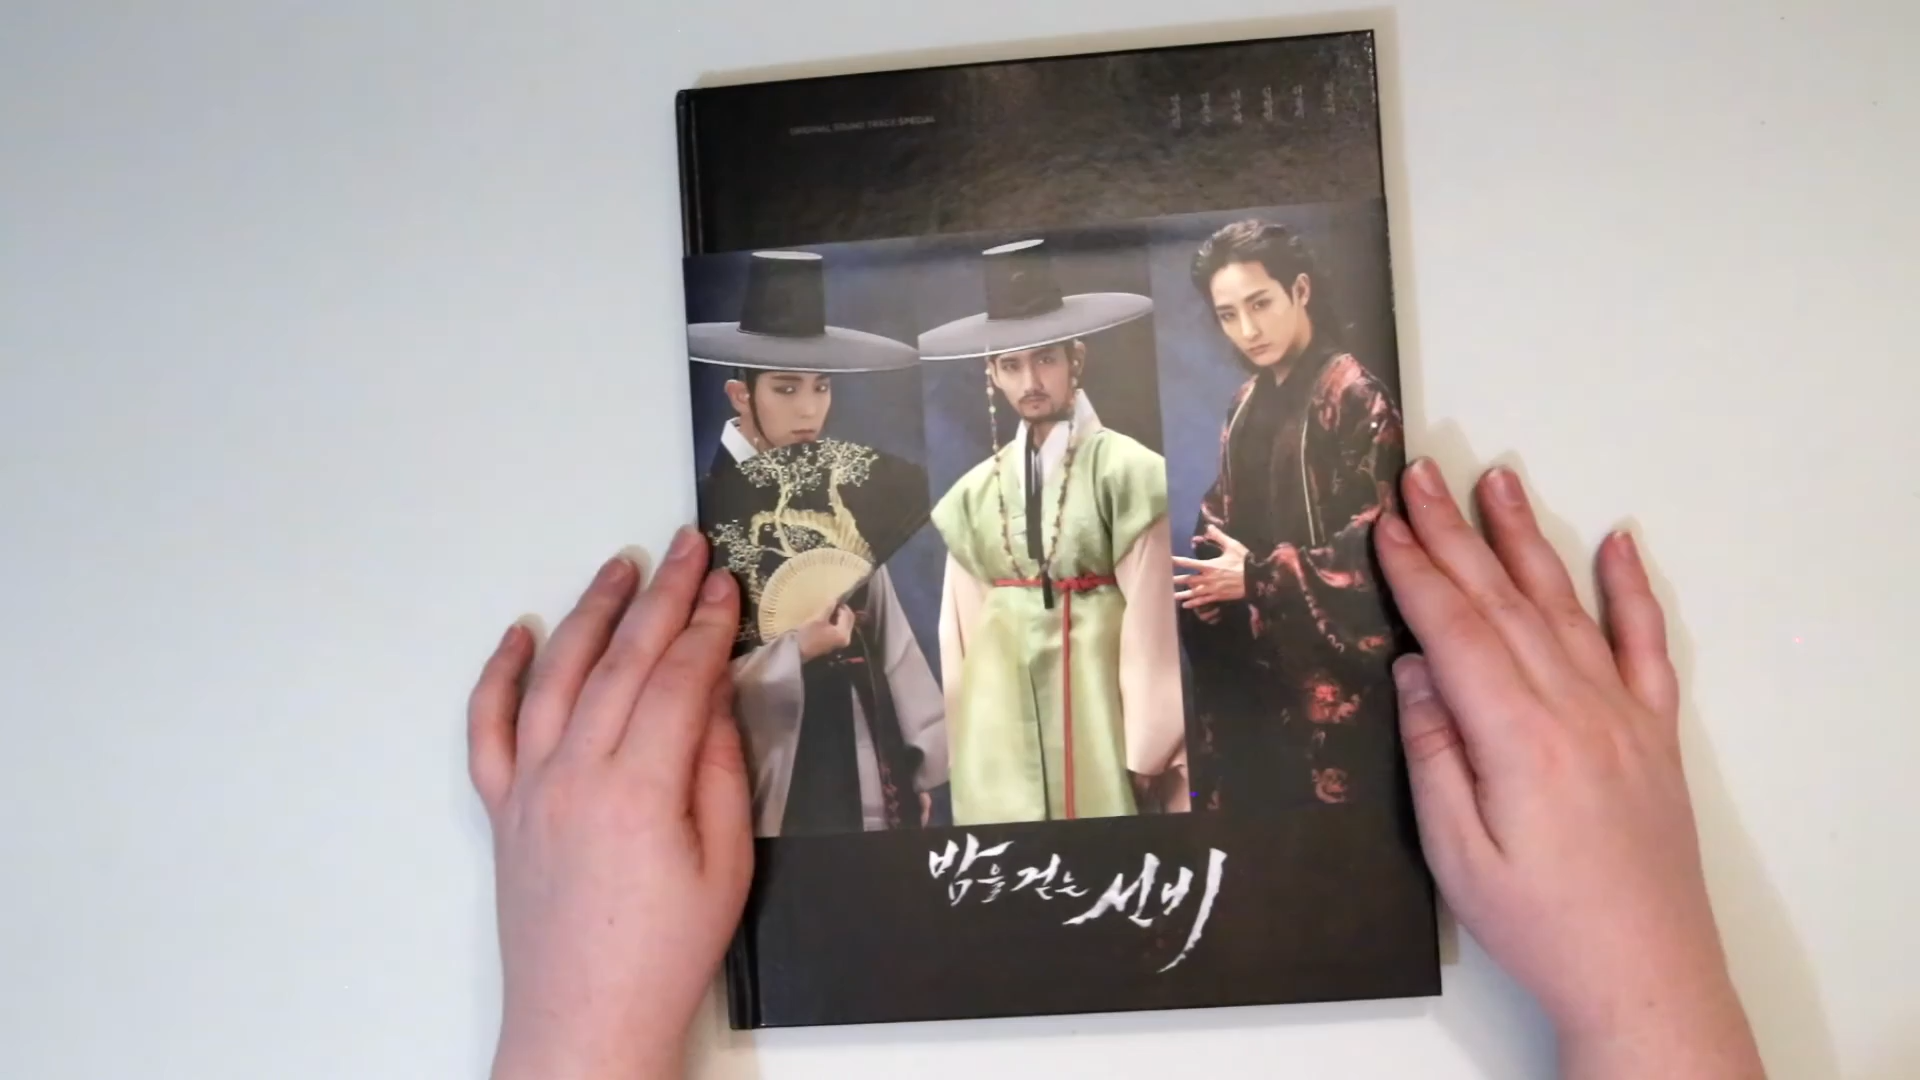 ORIGINAL SOUND TRACK SPECIAL
밤을 걷는 선비